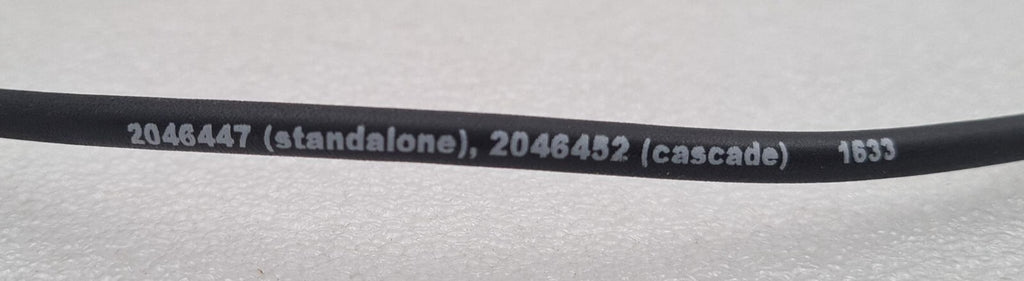 2046447 (standalone), 2046452 (cascade) 1633